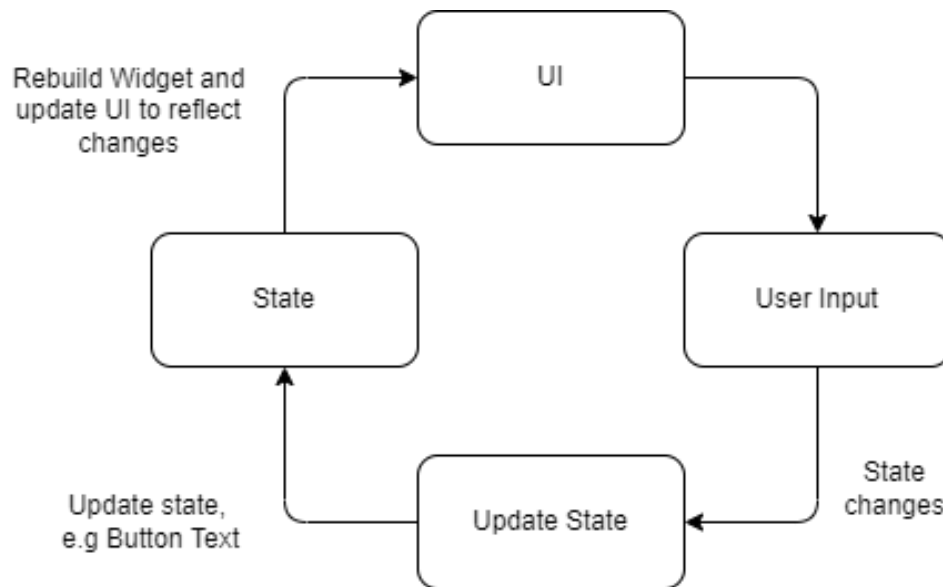 UI
Rebuild Widget and
update UI to reflect
changes
State
User Input
State
changes
Update State
Update state,
e.g Button Text